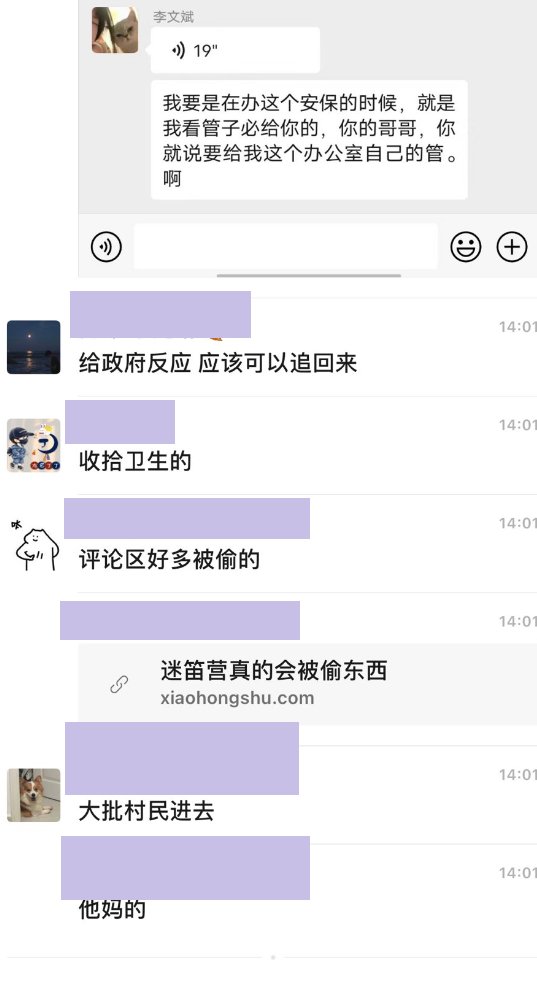 李文斌
19"
我要是在办这个安保的时候，就是
我看管子必给你的，你的哥哥，你
就说要给我这个办公室自己的管。
啊
14:01
给政府反应 应该可以追回来
14:01
收拾卫生的
14:01
评论区好多被偷的
14:01
迷笛营真的会被偷东西
xiaohongshu.com
14:01
大批村民进去
14:01
他妈的